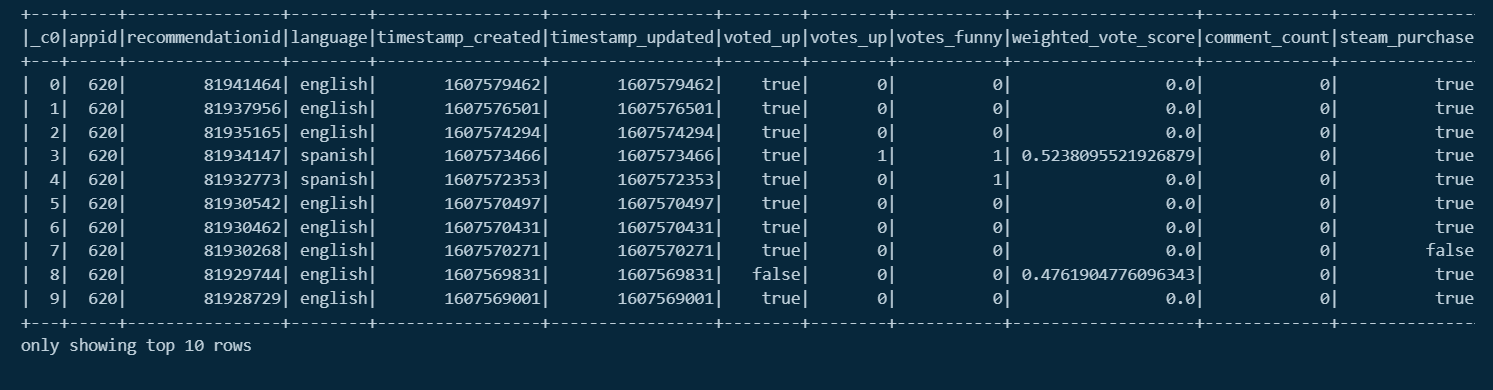 +---+-----+----------------+--------+-----------------+-----------------+--------+--------+-----------+-------------------+-------------+--------------
|_c0|appid|recommendationid|language|timestamp_created|timestamp_updated|voted_up|votes_up|votes_funny|weighted_vote_score|comment_count|steam_purchase
+---+-----+----------------+--------+-----------------+-----------------+--------+--------+-----------+-------------------+-------------+--------------
|  0|  620|        81941464| english|       1607579462|       1607579462|    true|       0|          0|                0.0|            0|          true
|  1|  620|        81937956| english|       1607576501|       1607576501|    true|       0|          0|                0.0|            0|          true
|  2|  620|        81935165| english|       1607574294|       1607574294|    true|       0|          0|                0.0|            0|          true
|  3|  620|        81934147| spanish|       1607573466|       1607573466|    true|       1|          1| 0.5238095521926879|            0|          true
|  4|  620|        81932773| spanish|       1607572353|       1607572353|    true|       0|          1|                0.0|            0|          true
|  5|  620|        81930542| english|       1607570497|       1607570497|    true|       0|          0|                0.0|            0|          true
|  6|  620|        81930462| english|       1607570431|       1607570431|    true|       0|          0|                0.0|            0|          true
|  7|  620|        81930268| english|       1607570271|       1607570271|    true|       0|          0|                0.0|            0|         false
|  8|  620|        81929744| english|       1607569831|       1607569831|   false|       0|          0| 0.4761904776096343|            0|          true
|  9|  620|        81928729| english|       1607569001|       1607569001|    true|       0|          0|                0.0|            0|          true
+---+-----+----------------+--------+-----------------+-----------------+--------+--------+-----------+-------------------+-------------+--------------
only showing top 10 rows